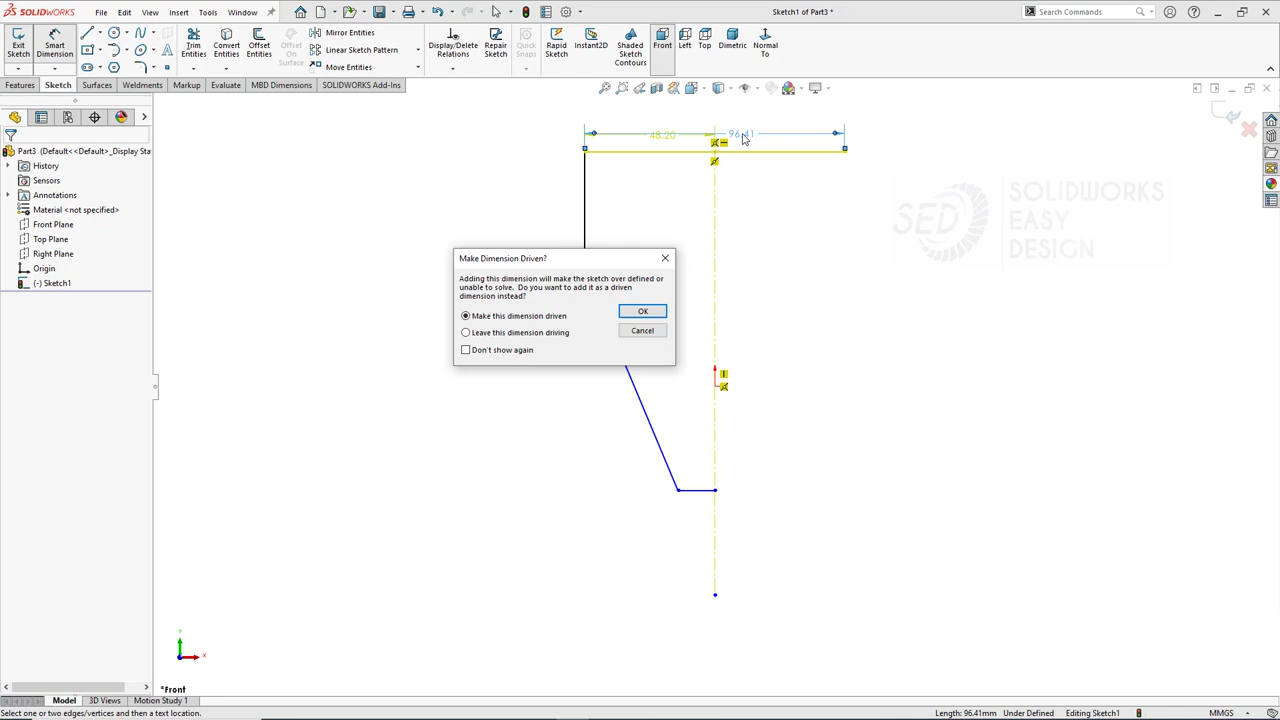 SOLIDWORKS
File
Edit
View
Insert
Tools
Window
Sketch1 of Part3 *
Search Commands
Exit Sketch
Smart Dimension
Trim Entities
Convert Entities
Offset Entities
Offset On Surface
Mirror Entities
Linear Sketch Pattern
Move Entities
Display/Delete Relations
Repair Sketch
Quick Snaps
Rapid Sketch
Instant2D
Shaded Sketch Contours
Front
Left
Top
Dimetric
Normal To
Features
Sketch
Surfaces
Weldments
Markup
Evaluate
MBD Dimensions
SOLIDWORKS Add-Ins
Part3 (Default<<Default>_Display Sta
History
Sensors
Annotations
Material <not specified>
Front Plane
Top Plane
Right Plane
Origin
(-) Sketch1
48.20
96.41
SED
SOLIDWORKS
EASY
DESIGN
Make Dimension Driven?
Adding this dimension will make the sketch over defined or
unable to solve. Do you want to add it as a driven
dimension instead?
Make this dimension driven
Leave this dimension driving
Don't show again
OK
Cancel
Y
X
*Front
Model
3D Views
Motion Study 1
Select one or two edges/vertices and then a text location.
Length: 96.41mm
Under Defined
Editing Sketch1
MMGS